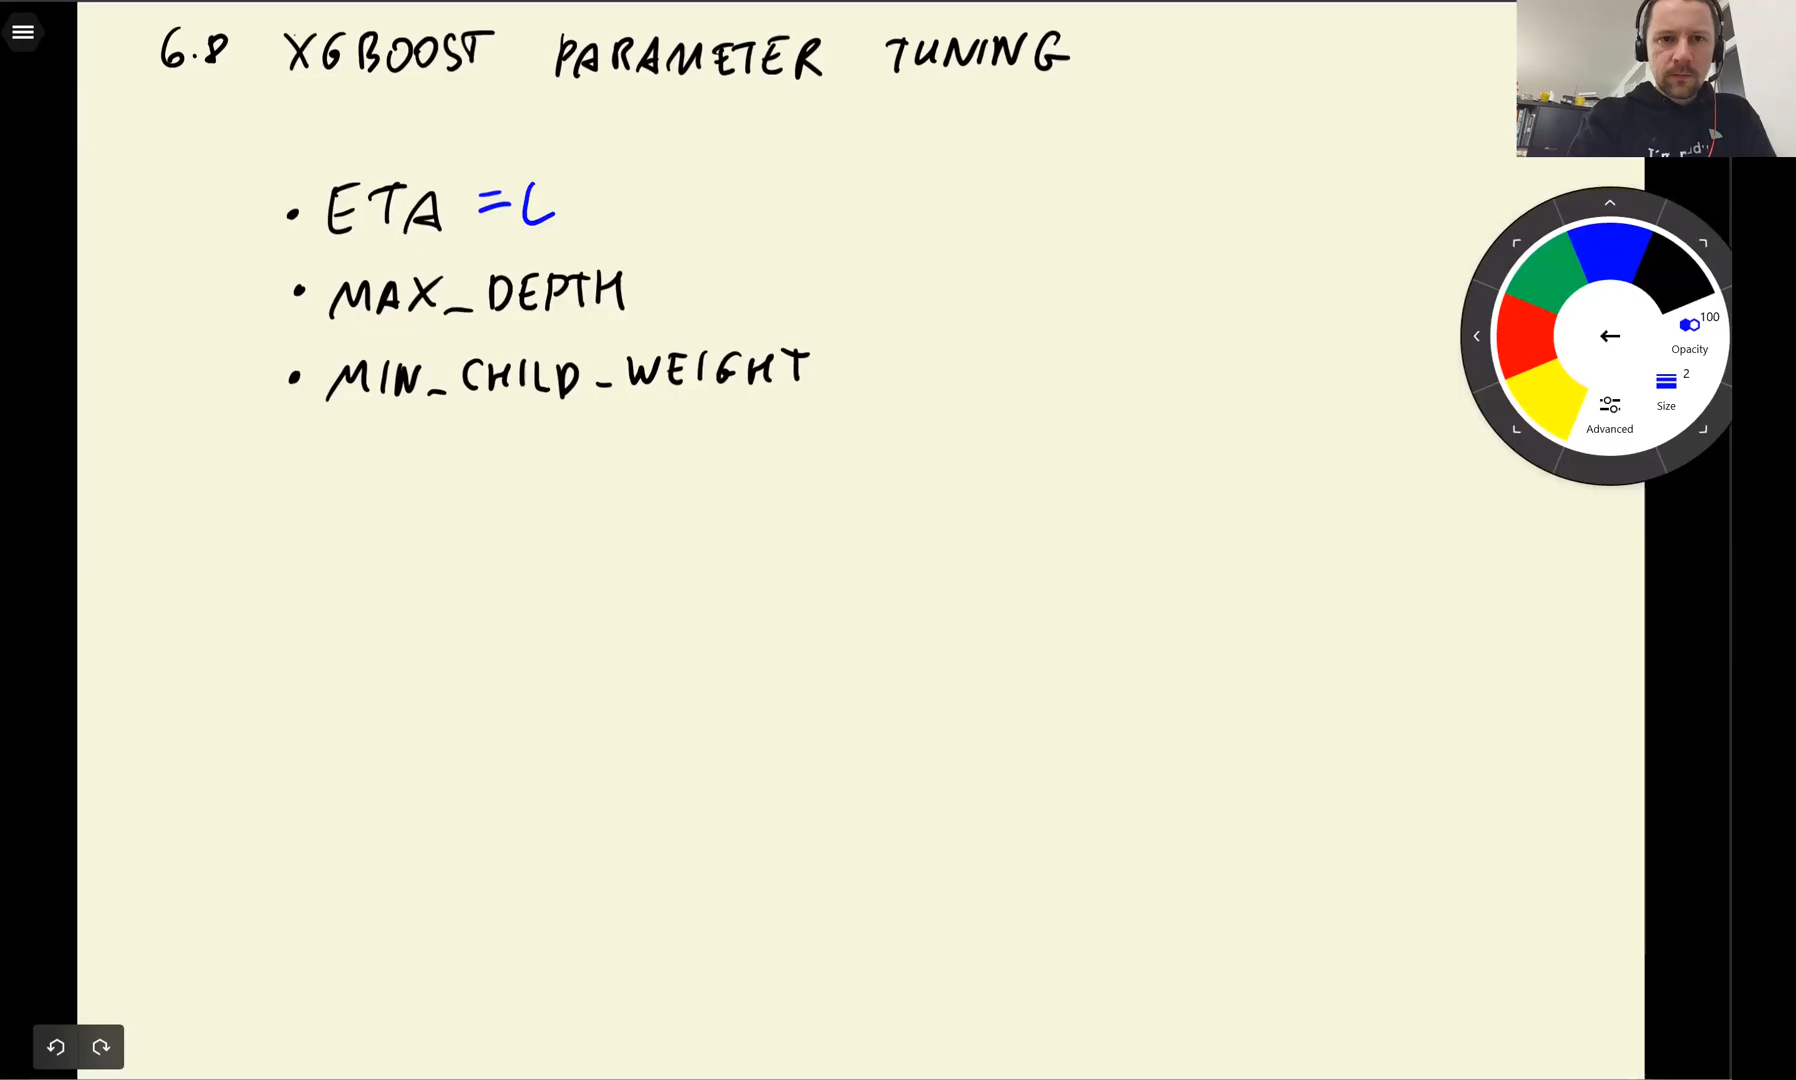 6.8 XGBOOST PARAMETER TUNING
• ETA = L
• MAX_DEPTH
• MIN_CHILD_WEIGHT
100
Opacity
2
Size
Advanced